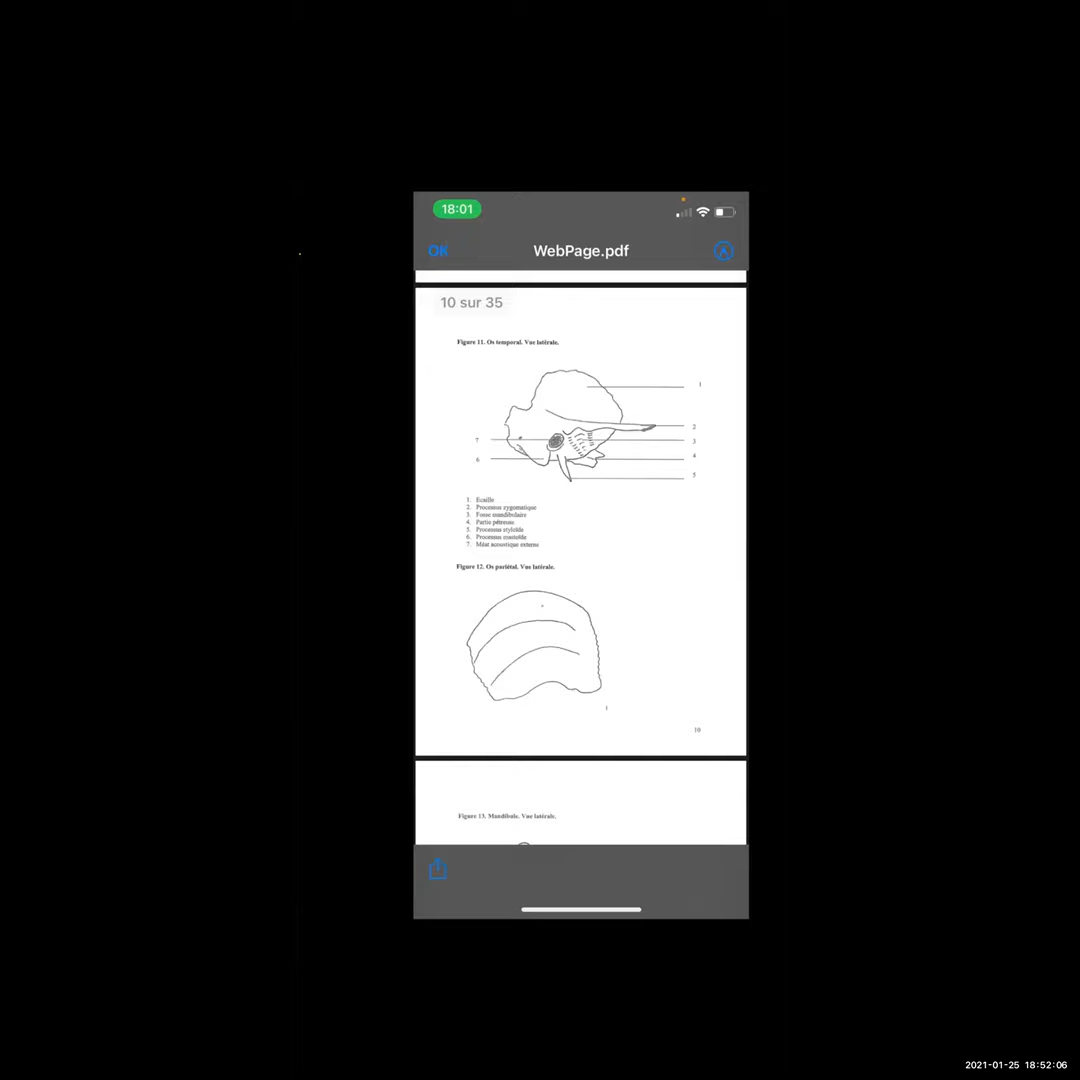 18:01
OK
WebPage.pdf
10 sur 35
Figure 11. Os temporal. Vue latérale.
1
2
7
3
6
4
5
1. Ecaille
2. Processus zygomatique
3. Fosse mandibulaire
4. Partie pétreuse
5. Processus styloïde
6. Processus mastoïde
7. Méat acoustique externe
Figure 12. Os pariétal. Vue latérale.
1
10
Figure 13. Mandibule. Vue latérale.
2021-01-25 18:52:06